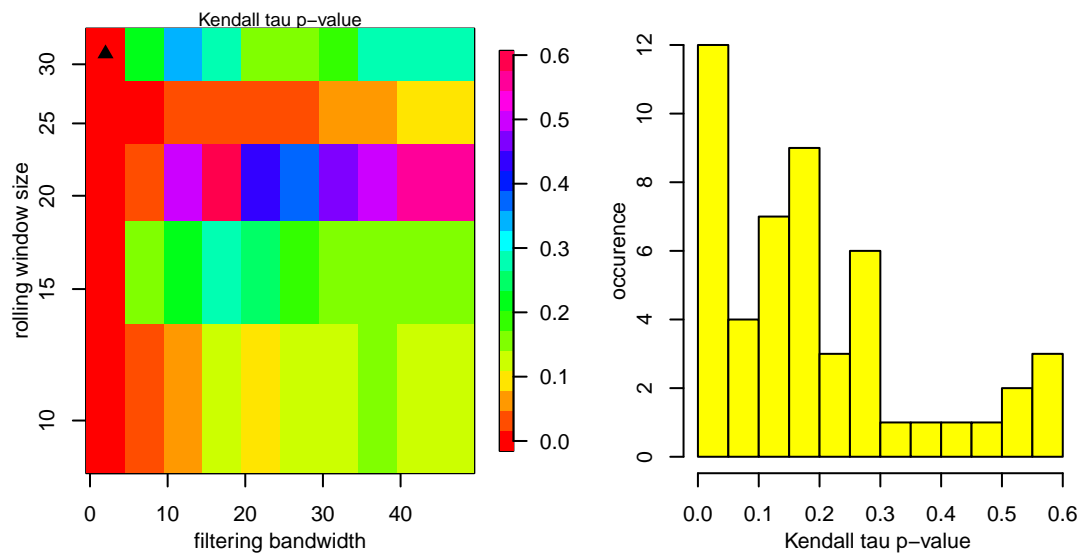 Kendall tau p−value
rolling window size
30
25
20
15
10
0 10 20 30 40
filtering bandwidth
0.6
0.5
0.4
0.3
0.2
0.1
0.0
occurence
12
10
8
6
4
2
0
0.0 0.1 0.2 0.3 0.4 0.5 0.6
Kendall tau p−value